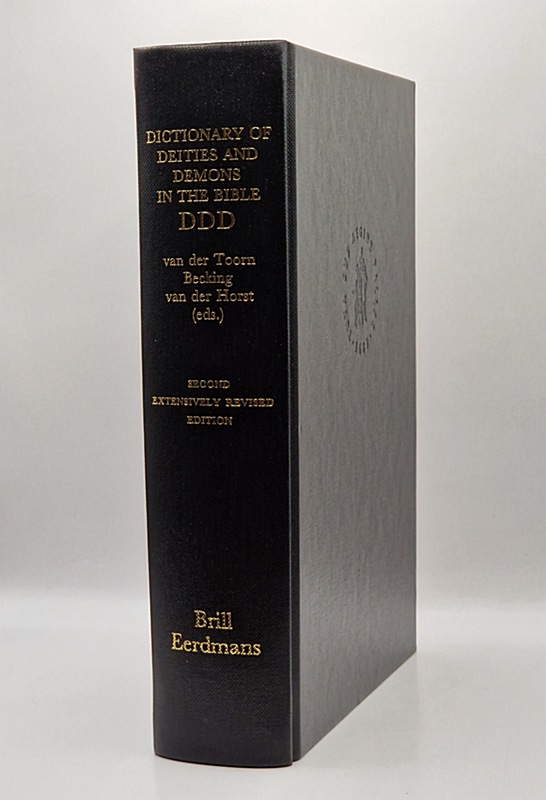 DICTIONARY OF
DEITIES AND
DEMONS
IN THE BIBLE
DDD
van der Toorn
Becking
van der Horst
(eds.)
SECOND
EXTENSIVELY REVISED
EDITION
Brill
Eerdmans